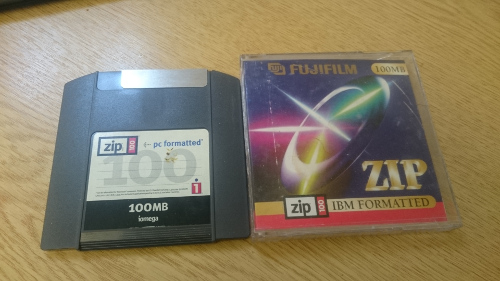 zip 100
pc formatted
100
100MB
iomega
FUJIFILM
100MB
ZIP
zip 100
IBM FORMATTED